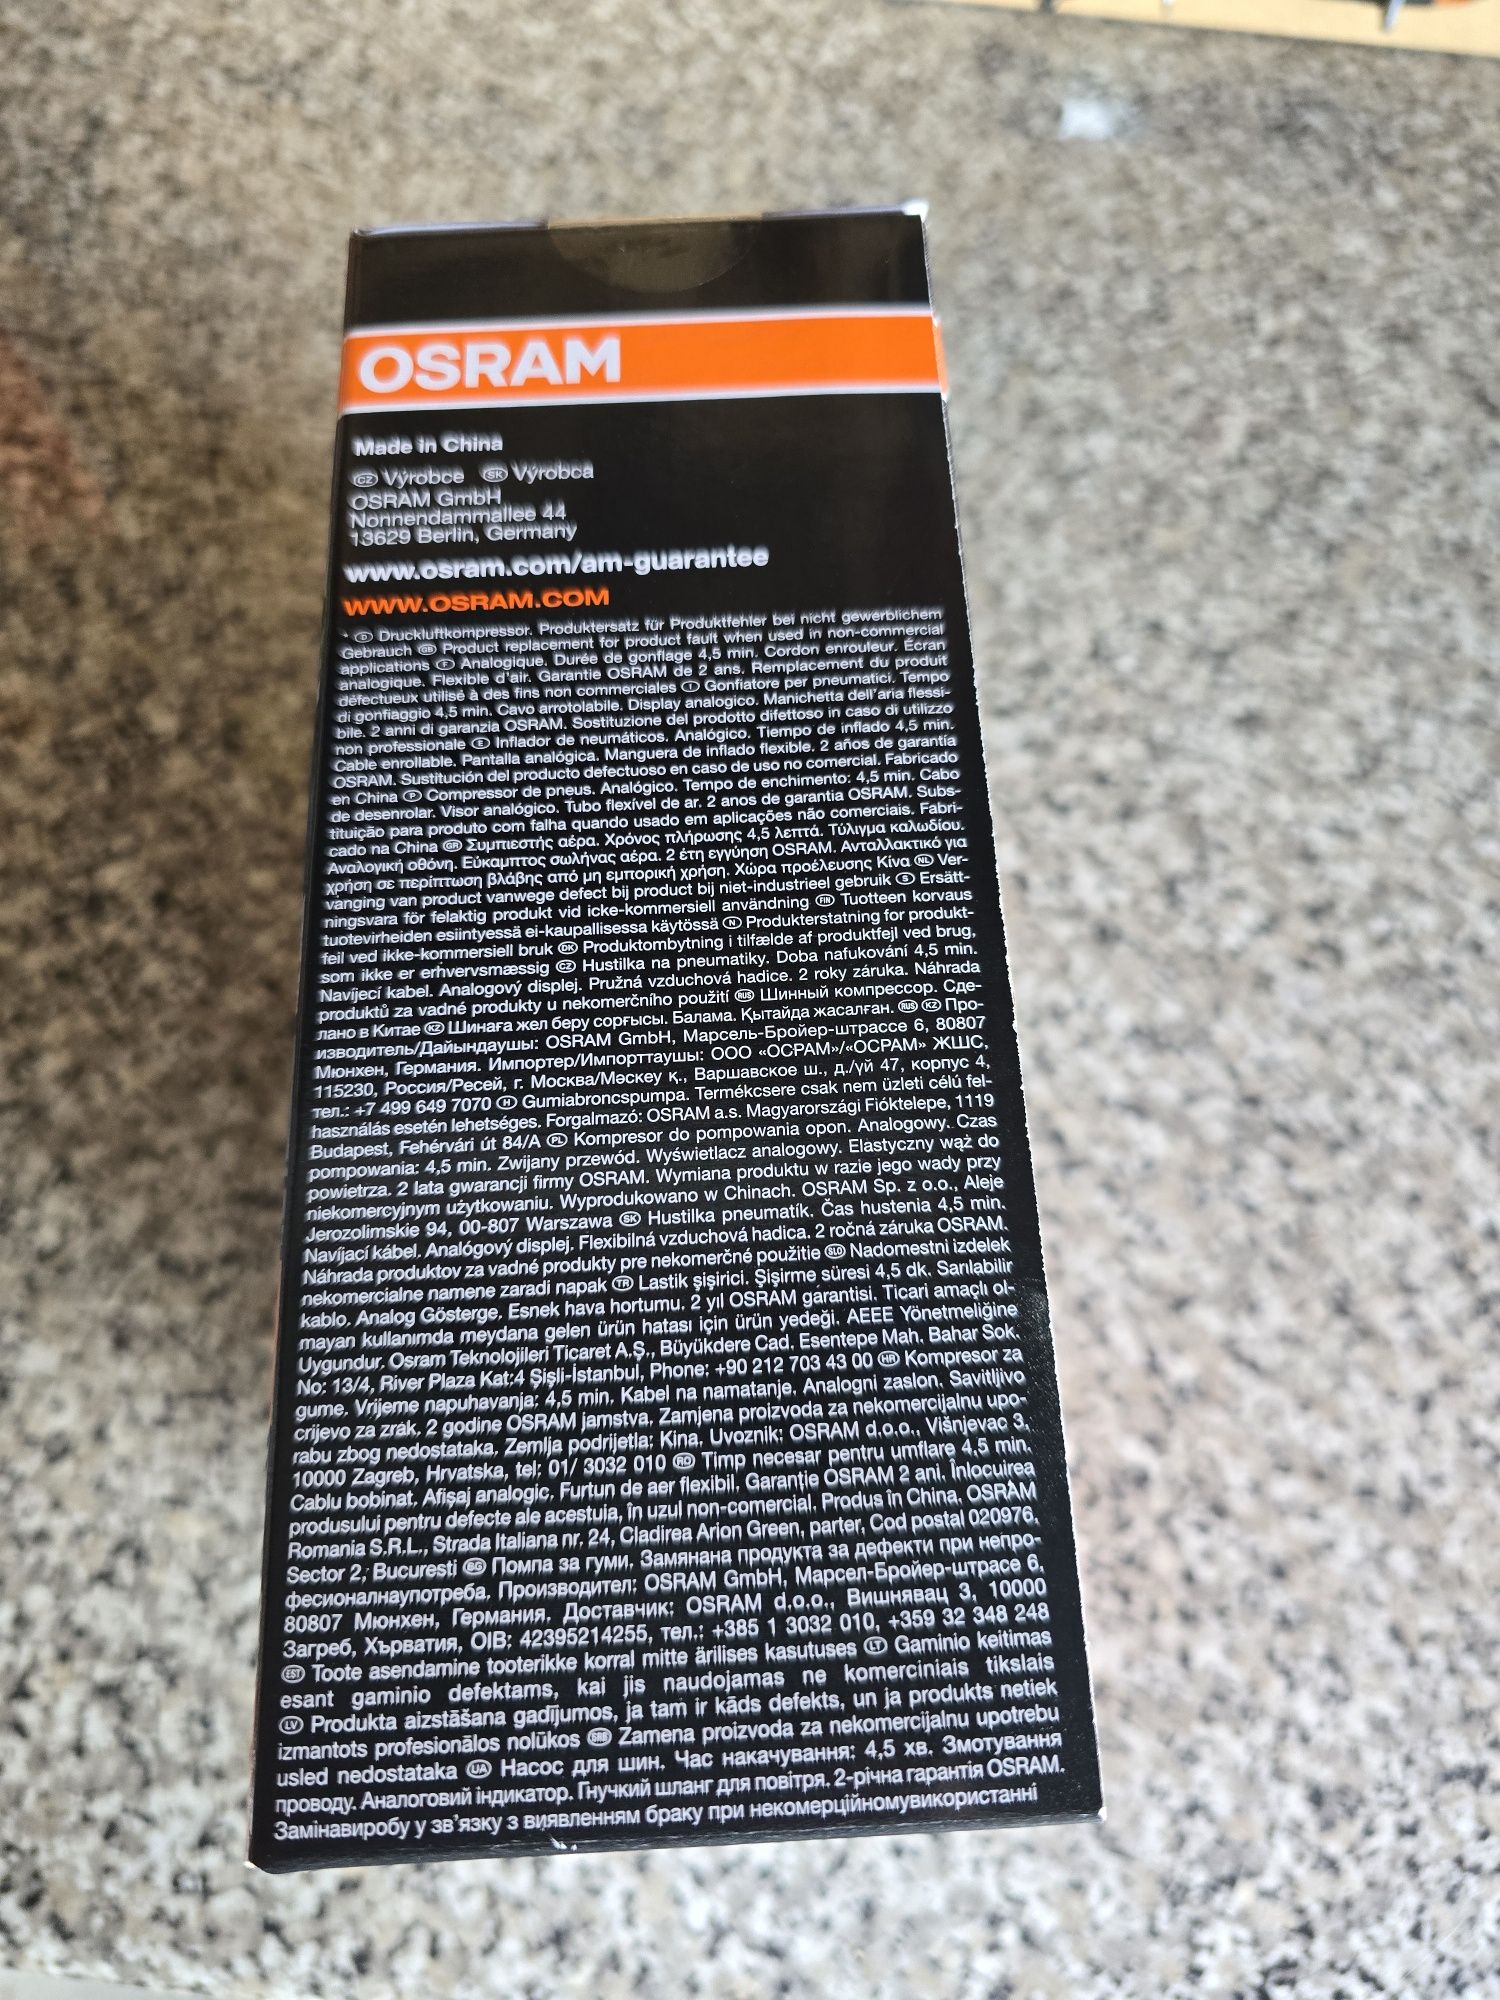 OSRAM
Made in China
CZ Výrobce SK Výrobca
OSRAM GmbH
Nonnendammallee 44
13629 Berlin, Germany
www.osram.com/am-guarantee
WWW.OSRAM.COM
* D Druckluftkompressor. Produktersatz für Produktfehler bei nicht gewerblichem
Gebrauch GB Product replacement for product fault when used in non-commercial
applications F Analogique. Durée de gonflage 4,5 min. Cordon enrouleur. Écran
analogique. Flexible d'air. Garantie OSRAM de 2 ans. Remplacement du produit
défectueux utilisé à des fins non commerciales I Gonfiatore per pneumatici. Tempo
di gonfiaggio 4,5 min. Cavo arrotolabile. Display analogico. Manichetta dell'aria flessi-
bile. 2 anni di garanzia OSRAM. Sostituzione del prodotto difettoso in caso di utilizzo
non professionale E Inflador de neumáticos. Analógico. Tiempo de inflado 4,5 min.
Cable enrollable. Pantalla analógica. Manguera de inflado flexible. 2 años de garantía
OSRAM. Sustitución del producto defectuoso en caso de uso no comercial. Fabricado
en China P Compressor de pneus. Analógico. Tempo de enchimento: 4,5 min. Cabo
de desenrolar. Visor analógico. Tubo flexível de ar. 2 anos de garantia OSRAM. Subs-
tituição para produto com falha quando usado em aplicações não comerciais. Fabri-
cado na China GR Συμπιεστής αέρα. Χρόνος πλήρωσης 4,5 λεπτά. Τύλιγμα καλωδίου.
Αναλογική οθόνη. Εύκαμπτος σωλήνας αέρα. 2 έτη εγγύηση OSRAM. Ανταλλακτικό για
χρήση σε περίπτωση βλάβης από μη εμπορική χρήση. Χώρα προέλευσης Κίνα NL Ver-
vanging van product vanwege defect bij product bij niet-industrieel gebruik S Ersätt-
ningsvara för felaktig produkt vid icke-kommersiell användning FIN Tuotteen korvaus
tuotevirheiden esiintyessä ei-kaupallisessa käytössä N Produkterstatning for produkt-
feil ved ikke-kommersiell bruk DK Produktombytning i tilfælde af produktfejl ved brug,
som ikke er erhvervsmæssig CZ Hustilka na pneumatiky. Doba nafukování 4,5 min.
Navíjecí kabel. Analogový displej. Pružná vzduchová hadice. 2 roky záruka. Náhrada
produktů za vadné produkty u nekomerčního použití RUS Шинный компрессор. Сде-
лано в Китае KZ Шинаға жел беру сорғысы. Балама. Қытайда жасалған. RUS KZ Про-
изводитель/Дайындаушы: OSRAM GmbH, Марсель-Бройер-штрассе 6, 80807
Мюнхен, Германия. Импортер/Импорттаушы: ООО «ОСРАМ»/«ОСРАМ» ЖШС,
115230, Россия/Ресей, г. Москва/Мәскеу қ., Варшавское ш., д./үй 47, корпус 4,
тел.: +7 499 649 7070 H Gumiabroncspumpa. Termékcsere csak nem üzleti célú fel-
használás esetén lehetséges. Forgalmazó: OSRAM a.s. Magyarországi Fióktelepe, 1119
Budapest, Fehérvári út 84/A PL Kompresor do pompowania opon. Analogowy. Czas
pompowania: 4,5 min. Zwijany przewód. Wyświetlacz analogowy. Elastyczny wąż do
powietrza. 2 lata gwarancji firmy OSRAM. Wymiana produktu w razie jego wady przy
niekomercyjnym użytkowaniu. Wyprodukowano w Chinach. OSRAM Sp. z o.o., Aleje
Jerozolimskie 94, 00-807 Warszawa SK Hustilka pneumatík. Čas hustenia 4,5 min.
Navíjací kábel. Analógový displej. Flexibilná vzduchová hadica. 2 ročná záruka OSRAM.
Náhrada produktov za vadné produkty pre nekomerčné použitie SLO Nadomestni izdelek
nekomercialne namene zaradi napak TR Lastik şişirici. Şişirme süresi 4,5 dk. Sarılabilir
kablo. Analog Gösterge. Esnek hava hortumu. 2 yıl OSRAM garantisi. Ticari amaçlı ol-
mayan kullanımda meydana gelen ürün hatası için ürün yedeği. AEEE Yönetmeliğine
Uygundur. Osram Teknolojileri Ticaret A.Ş., Büyükdere Cad. Esentepe Mah. Bahar Sok.
No: 13/4, River Plaza Kat:4 Şişli-İstanbul, Phone: +90 212 703 43 00 HR Kompresor za
gume. Vrijeme napuhavanja: 4,5 min. Kabel na namatanje. Analogni zaslon. Savitljivo
crijevo za zrak. 2 godine OSRAM jamstva. Zamjena proizvoda za nekomercijalnu upo-
rabu zbog nedostataka. Zemlja podrijetla: Kina. Uvoznik: OSRAM d.o.o., Višnjevac 3,
10000 Zagreb, Hrvatska, tel: 01/ 3032 010 RO Timp necesar pentru umflare 4,5 min.
Cablu bobinat. Afișaj analogic. Furtun de aer flexibil. Garanție OSRAM 2 ani. Înlocuirea
produsului pentru defecte ale acestuia, în uzul non-comercial. Produs în China. OSRAM
Romania S.R.L., Strada Italiana nr. 24, Cladirea Arion Green, parter, Cod postal 020976,
Sector 2, Bucuresti BG Помпа за гуми. Замянана продукта за дефекти при непро-
фесионалнаупотреба. Производител: OSRAM GmbH, Марсел-Бройер-штрасе 6,
80807 Мюнхен, Германия. Доставчик: OSRAM d.o.o., Вишнявац 3, 10000
Загреб, Хърватия, OIB: 42395214255, тел.: +385 1 3032 010, +359 32 348 248
EST Toote asendamine tooterikke korral mitte ärilises kasutuses LT Gaminio keitimas
esant gaminio defektams, kai jis naudojamas ne komerciniais tikslais
LV Produkta aizstāšana gadījumos, ja tam ir kāds defekts, un ja produkts netiek
izmantots profesionālos nolūkos SRB Zamena proizvoda za nekomercijalnu upotrebu
usled nedostataka UA Насос для шин. Час накачування: 4,5 хв. Змотування
проводу. Аналоговий індикатор. Гнучкий шланг для повітря. 2-річна гарантія OSRAM.
Замінавиробу у зв'язку з виявленням браку при некомерційномувикористанні